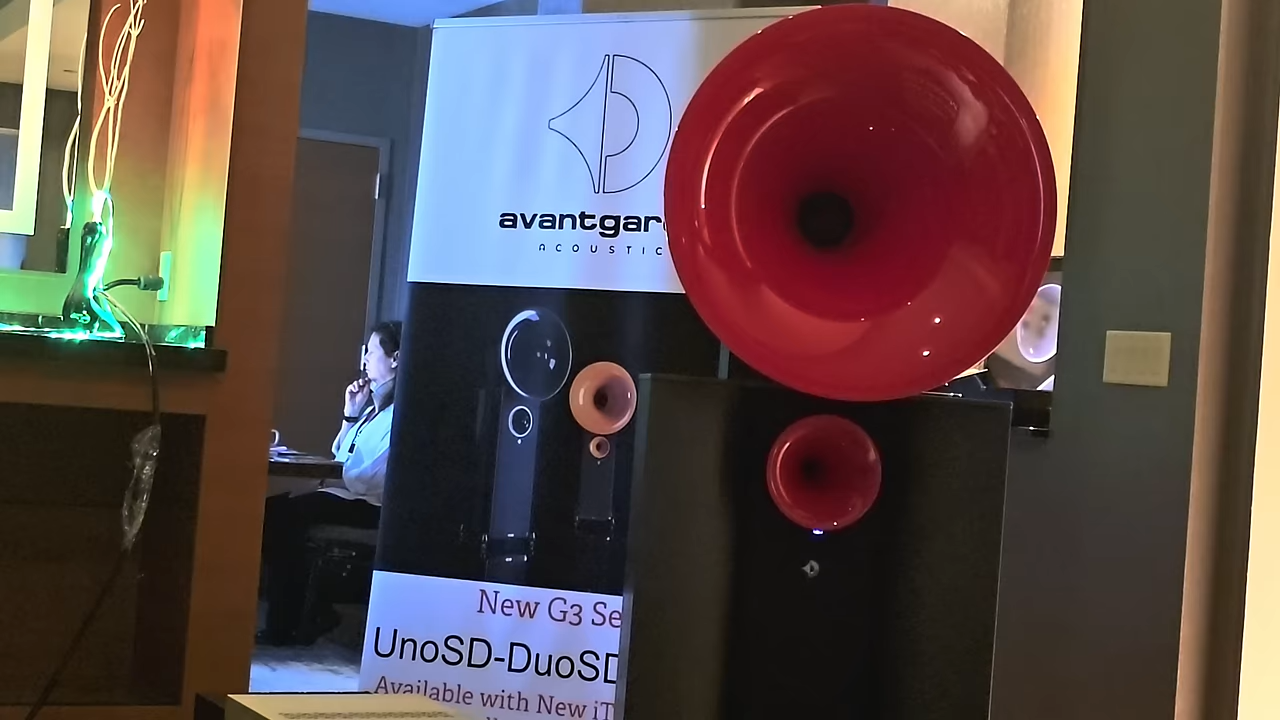 avantgar
ACOUSTIC
New G3 Se
UnoSD-DuoSD
Available with New iT